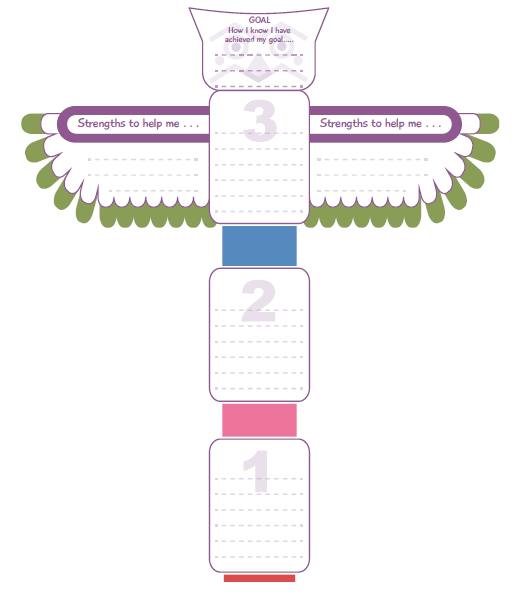 GOAL
How I know I have
achieved my goal.....
3
Strengths to help me . . .
Strengths to help me . . .
2
1